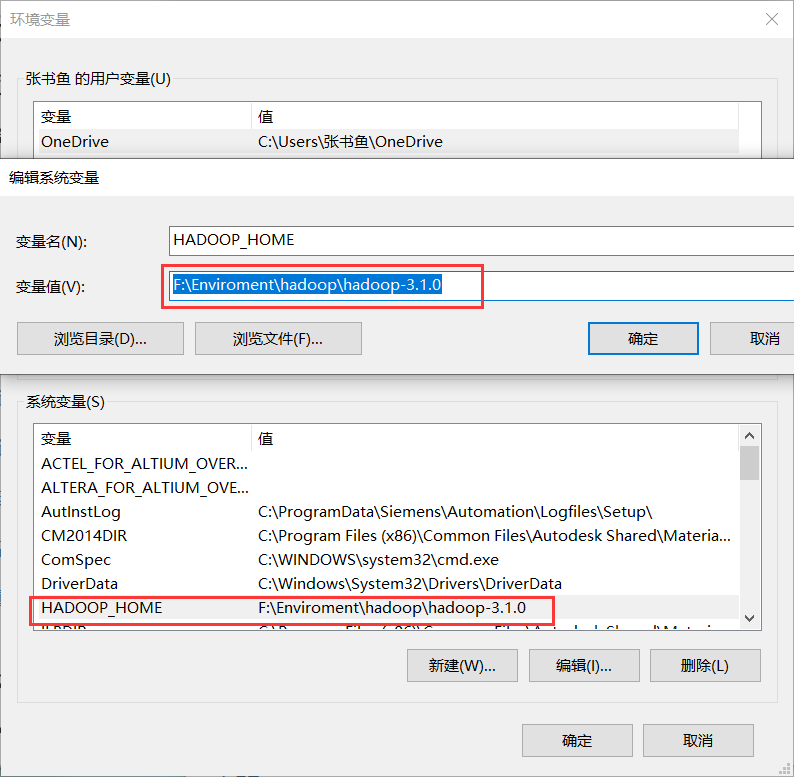 环境变量
张书鱼 的用户变量(U)
变量 值
OneDrive C:\Users\张书鱼\OneDrive
编辑系统变量
变量名(N): HADOOP_HOME
变量值(V): F:\Enviroment\hadoop\hadoop-3.1.0
浏览目录(D)... 浏览文件(F)... 确定 取消
系统变量(S)
变量 值
ACTEL_FOR_ALTIUM_OVER...
ALTERA_FOR_ALTIUM_OVE...
AutInstLog C:\ProgramData\Siemens\Automation\Logfiles\Setup\
CM2014DIR C:\Program Files (x86)\Common Files\Autodesk Shared\Materia...
ComSpec C:\WINDOWS\system32\cmd.exe
DriverData C:\Windows\System32\Drivers\DriverData
HADOOP_HOME F:\Enviroment\hadoop\hadoop-3.1.0
新建(W)... 编辑(I)... 删除(L)
确定 取消